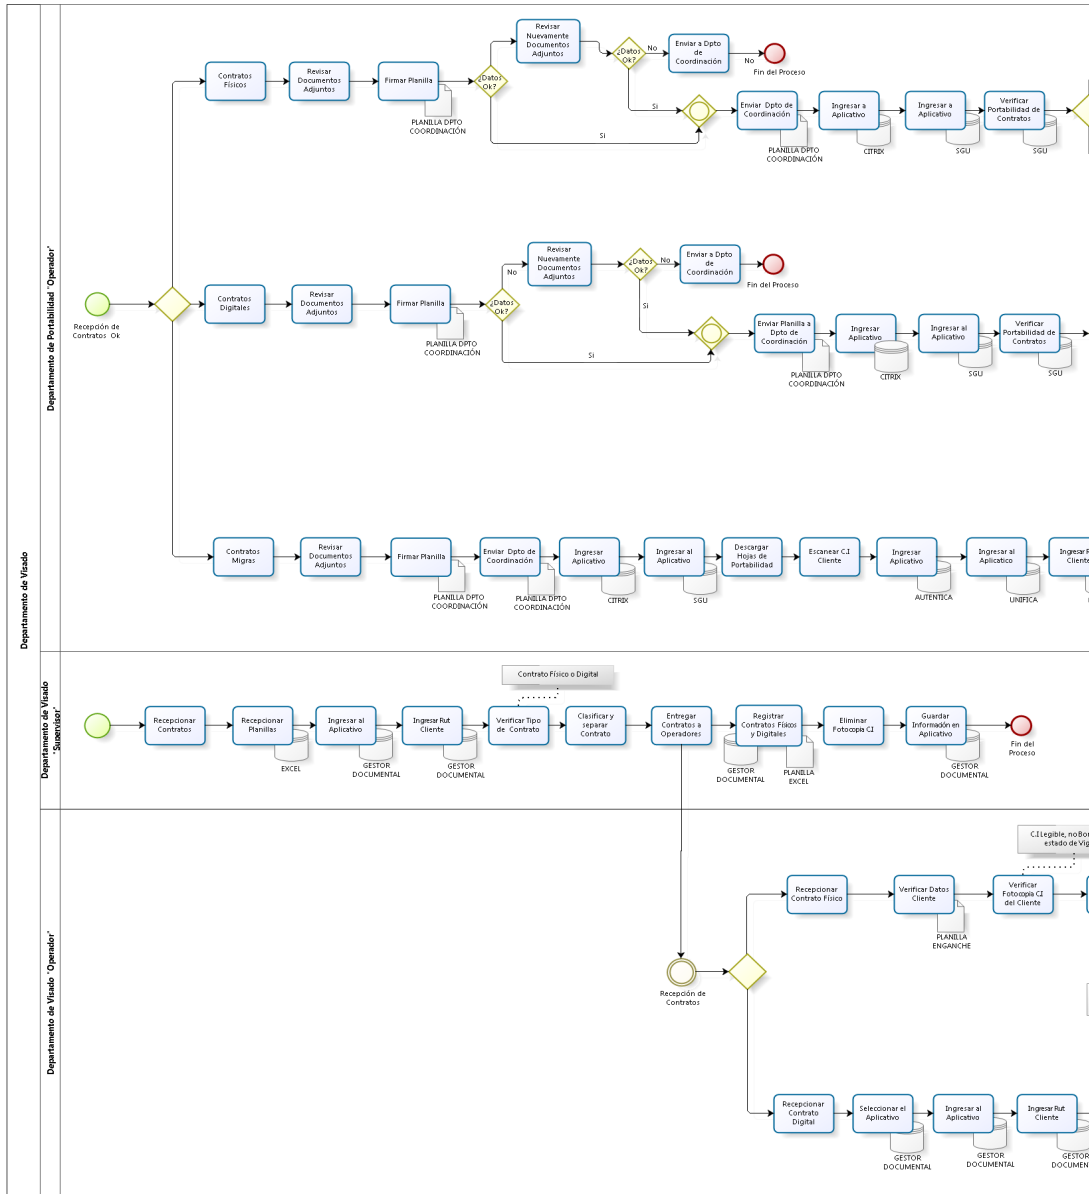 Departamento de Visado
Departamento de Portabilidad "Operador"
Recepción de
Contratos Ok
Contratos
Físicos
Revisar
Documentos
Adjuntos
Firmar Planilla
PLANILLA DPTO
COORDINACIÓN
¿Datos
Ok?
Revisar
Nuevamente
Documentos
Adjuntos
¿Datos
Ok?
No
Enviar a Dpto
de
Coordinación
No
Fin del Proceso
Si
Si
Enviar Dpto de
Coordinación
PLANILLA DPTO
COORDINACIÓN
Ingresar a
Aplicativo
CITRIX
Ingresar a
Aplicativo
SGU
Verificar
Portabilidad de
Contratos
SGU
Contratos
Digitales
Revisar
Documentos
Adjuntos
Firmar Planilla
PLANILLA DPTO
COORDINACIÓN
¿Datos
Ok?
No
Revisar
Nuevamente
Documentos
Adjuntos
¿Datos
Ok?
No
Enviar a Dpto
de
Coordinación
Fin del Proceso
Si
Si
Enviar Planilla a
Dpto de
Coordinación
PLANILLA DPTO
COORDINACIÓN
Ingresar
Aplicativo
CITRIX
Ingresar al
Aplicativo
SGU
Verificar
Portabilidad de
Contratos
SGU
Contratos
Migras
Revisar
Documentos
Adjuntos
Firmar Planilla
PLANILLA DPTO
COORDINACIÓN
Enviar Dpto de
Coordinación
PLANILLA DPTO
COORDINACIÓN
Ingresar
Aplicativo
CITRIX
Ingresar al
Aplicativo
SGU
Descargar
Hojas de
Portabilidad
Escanear C.I
Cliente
Ingresar
Aplicativo
AUTENTICA
Ingresar al
Aplicatico
UNIFICA
Ingresar R
Cliente
Departamento de Visado
"Supervisor"
Recepcionar
Contratos
Recepcionar
Planillas
EXCEL
Ingresar al
Aplicativo
GESTOR
DOCUMENTAL
Ingresar Rut
Cliente
GESTOR
DOCUMENTAL
Contrato Físico o Digital
Verificar Tipo
de Contrato
Clasificar y
separar
Contrato
Entregar
Contratos a
Operadores
Registrar
Contratos Físicos
y Digitales
GESTOR
DOCUMENTAL
PLANILLA
EXCEL
Eliminar
Fotocopia C.I
Guardar
Información en
Aplicativo
GESTOR
DOCUMENTAL
Fin del
Proceso
Departamento de Visado "Operador"
Recepción de
Contratos
Recepcionar
Contrato Físico
Verificar Datos
Cliente
PLANILLA
ENGANCHE
C.I Legible, no Bor
estado de Vig
Verificar
Fotocopia C.I
del Cliente
Recepcionar
Contrato
Digital
Seleccionar el
Aplicativo
GESTOR
DOCUMENTAL
Ingresar al
Aplicativo
GESTOR
DOCUMENTAL
Ingresar Rut
Cliente
GESTOR
DOCUMEN